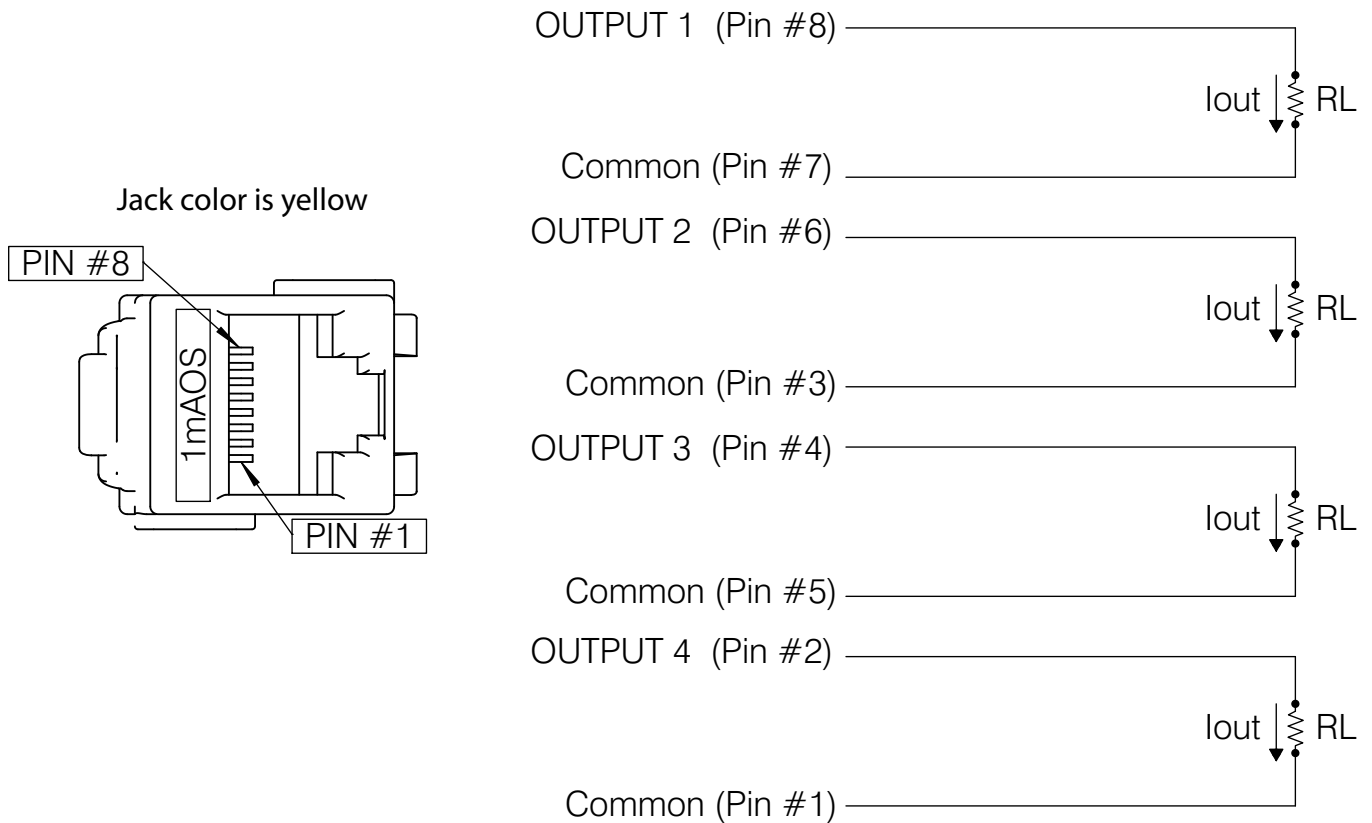 Jack color is yellow
PIN #8
1mAOS
PIN #1
OUTPUT 1 (Pin #8)
Iout
RL
Common (Pin #7)
OUTPUT 2 (Pin #6)
Iout
RL
Common (Pin #3)
OUTPUT 3 (Pin #4)
Iout
RL
Common (Pin #5)
OUTPUT 4 (Pin #2)
Iout
RL
Common (Pin #1)